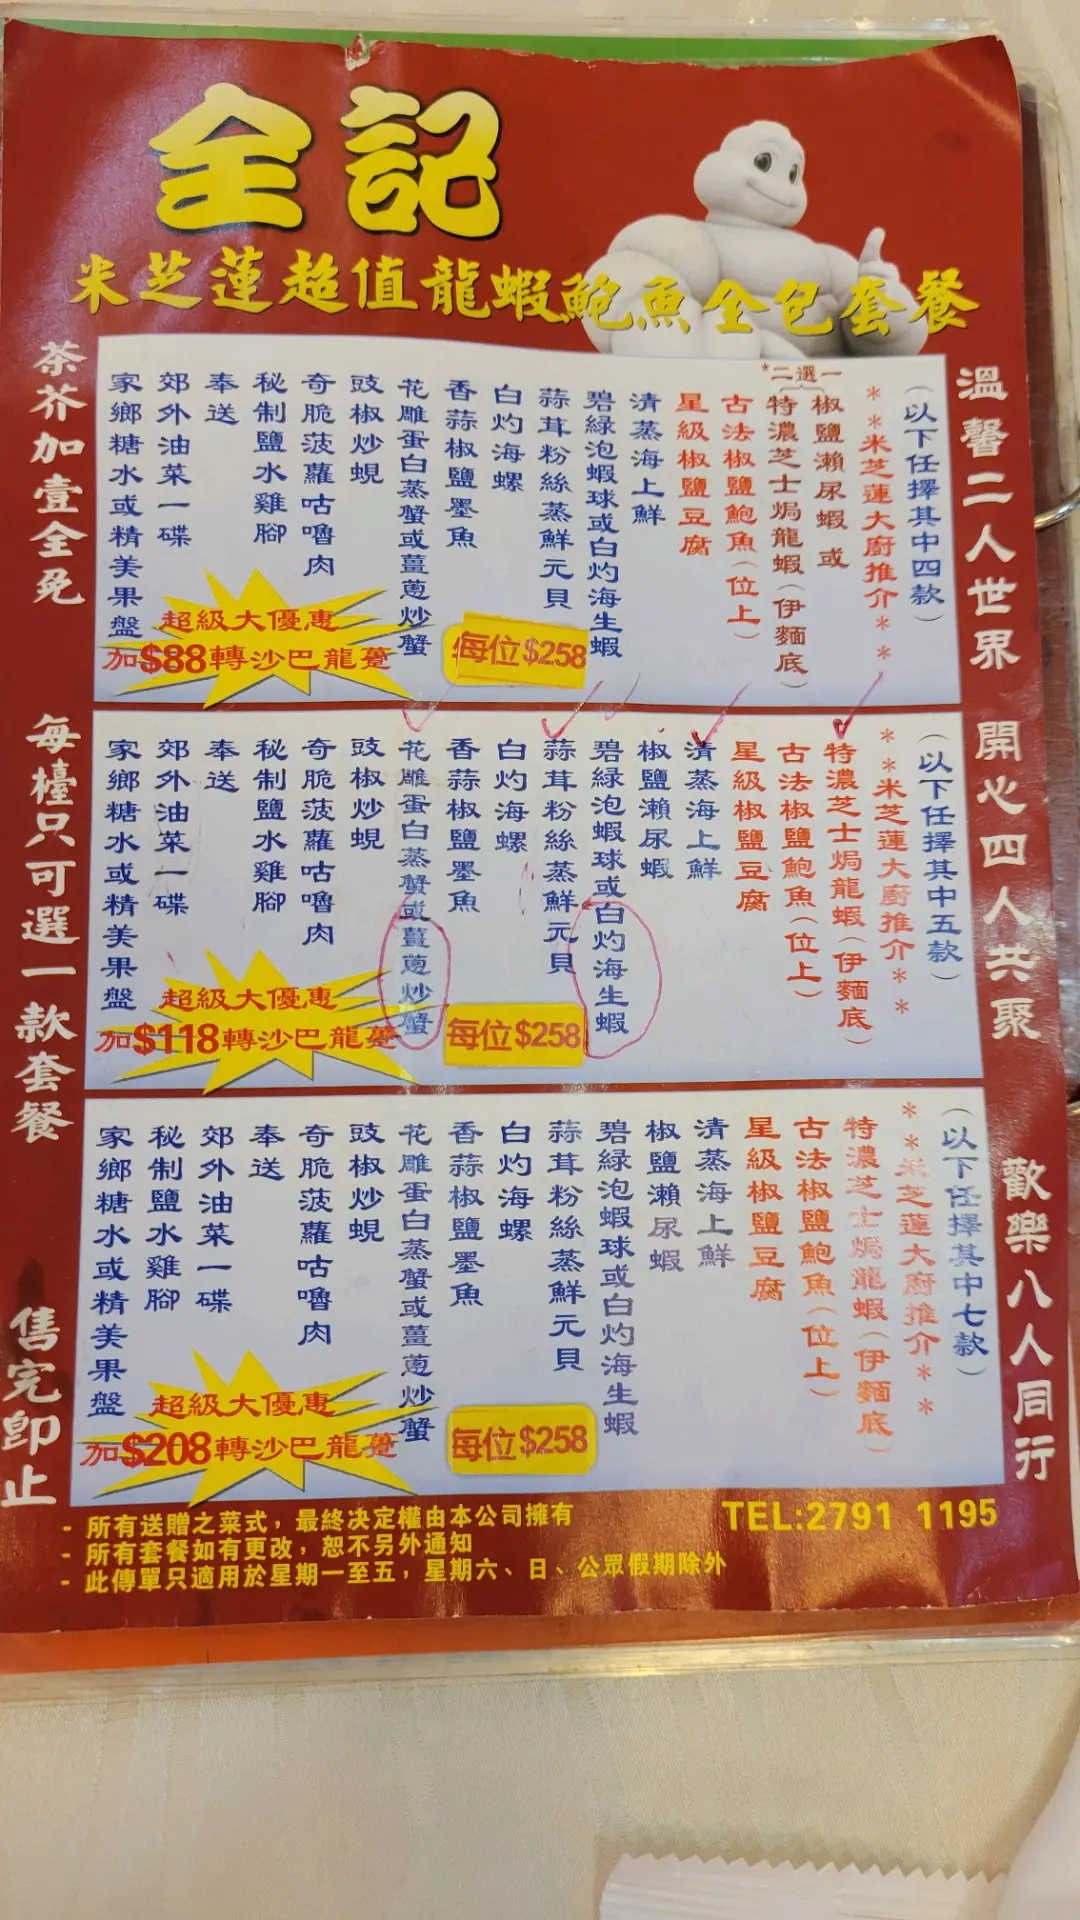 全記
米芝蓮超值龍蝦鮑魚全包套餐
溫馨二人世界
(以下任擇其中四款)
**米芝蓮大廚推介**
*二選一
椒鹽瀨尿蝦 或
特濃芝士焗龍蝦(伊麵底)
古法椒鹽鮑魚(位上)
星級椒鹽豆腐
清蒸海上鮮
碧綠泡蝦球或白灼海生蝦
蒜茸粉絲蒸鮮元貝
白灼海螺
香蒜椒鹽墨魚
花雕蛋白蒸蟹或薑蔥炒蟹
豉椒炒蜆
奇脆菠蘿咕嚕肉
秘制鹽水雞腳
奉送
郊外油菜一碟
家鄉糖水或精美果盤
超級大優惠
加$88轉沙巴龍躉
每位$258
開心四人共聚
(以下任擇其中五款)
**米芝蓮大廚推介**
特濃芝士焗龍蝦(伊麵底)
古法椒鹽鮑魚(位上)
星級椒鹽豆腐
清蒸海上鮮
椒鹽瀨尿蝦
碧綠泡蝦球或白灼海生蝦
蒜茸粉絲蒸鮮元貝
白灼海螺
香蒜椒鹽墨魚
花雕蛋白蒸蟹或薑蔥炒蟹
豉椒炒蜆
奇脆菠蘿咕嚕肉
秘制鹽水雞腳
奉送
郊外油菜一碟
家鄉糖水或精美果盤
超級大優惠
加$118轉沙巴龍躉
每位$258
歡樂八人同行
(以下任擇其中七款)
**米芝蓮大廚推介**
特濃芝士焗龍蝦(伊麵底)
古法椒鹽鮑魚(位上)
星級椒鹽豆腐
清蒸海上鮮
椒鹽瀨尿蝦
碧綠泡蝦球或白灼海生蝦
蒜茸粉絲蒸鮮元貝
白灼海螺
香蒜椒鹽墨魚
花雕蛋白蒸蟹或薑蔥炒蟹
豉椒炒蜆
奇脆菠蘿咕嚕肉
奉送
郊外油菜一碟
秘制鹽水雞腳
家鄉糖水或精美果盤
超級大優惠
加$208轉沙巴龍躉
每位$258
茶芥加壹全免
每檯只可選一款套餐
售完即止
- 所有送贈之菜式，最終決定權由本公司擁有
- 所有套餐如有更改，恕不另外通知
- 此傳單只適用於星期一至五，星期六、日、公眾假期除外
TEL:2791 1195